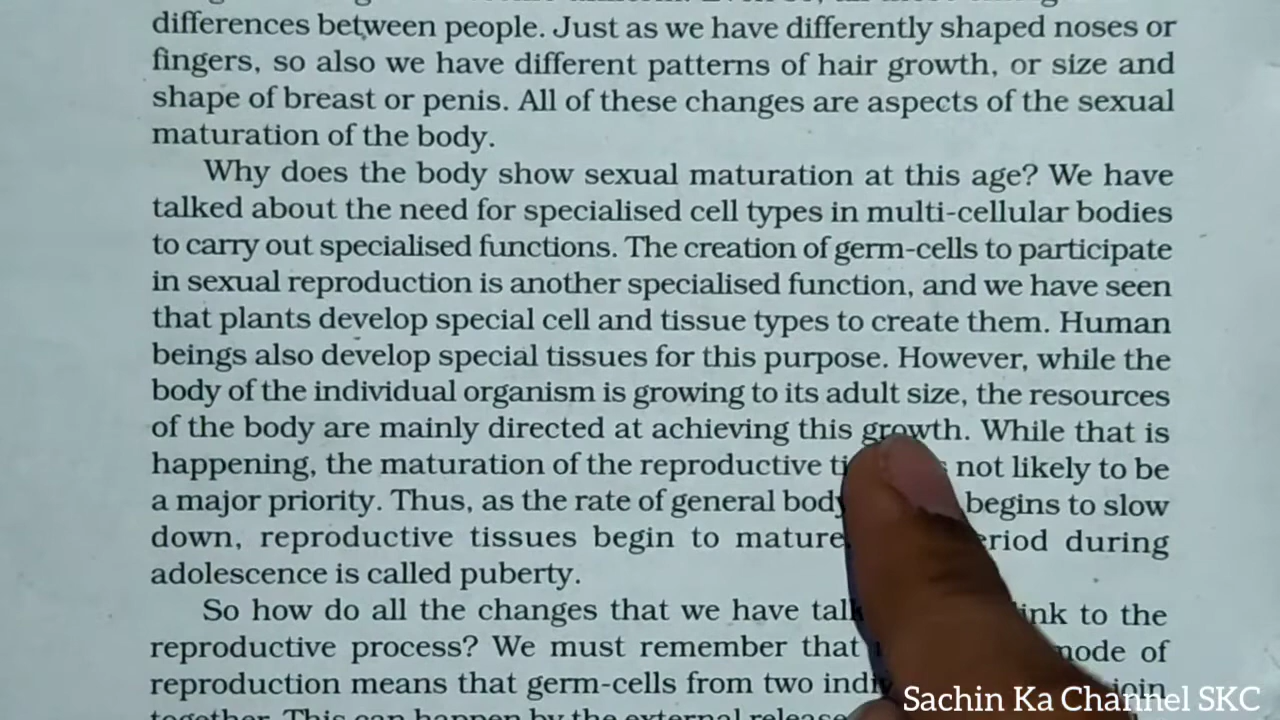 differences between people. Just as we have differently shaped noses or
fingers, so also we have different patterns of hair growth, or size and
shape of breast or penis. All of these changes are aspects of the sexual
maturation of the body.
Why does the body show sexual maturation at this age? We have
talked about the need for specialised cell types in multi-cellular bodies
to carry out specialised functions. The creation of germ-cells to participate
in sexual reproduction is another specialised function, and we have seen
that plants develop special cell and tissue types to create them. Human
beings also develop special tissues for this purpose. However, while the
body of the individual organism is growing to its adult size, the resources
of the body are mainly directed at achieving this growth. While that is
happening, the maturation of the reproductive not likely to be
a major priority. Thus, as the rate of general body begins to slow
down, reproductive tissues begin to mature. during
adolescence is called puberty.
So how do all the changes that we have to the
reproductive process? We must remember that of
reproduction means that germ-cells from two join
Sachin Ka Channel SKC